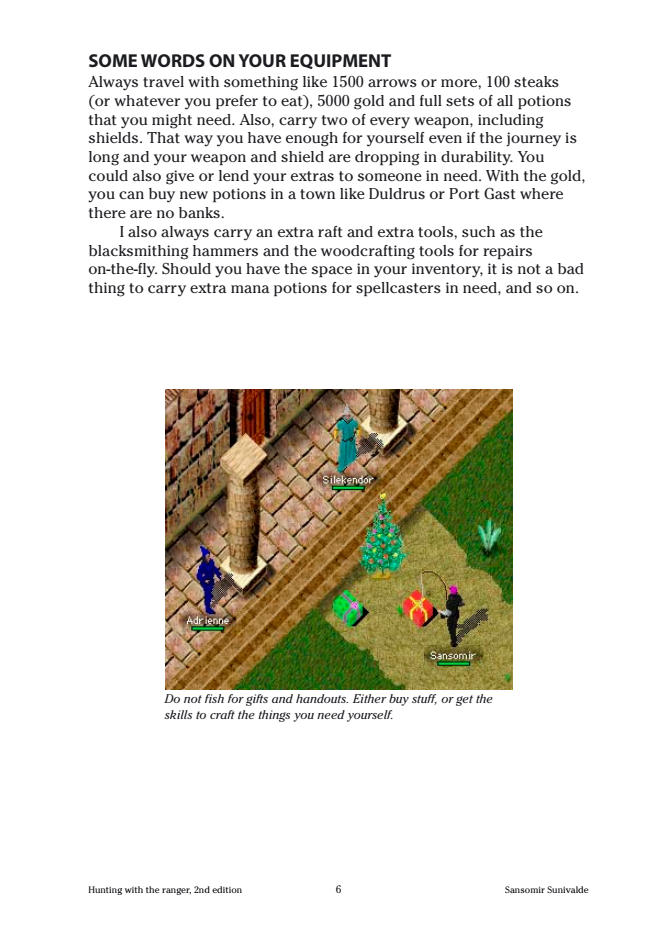 SOME WORDS ON YOUR EQUIPMENT
Always travel with something like 1500 arrows or more, 100 steaks
(or whatever you prefer to eat), 5000 gold and full sets of all potions
that you might need. Also, carry two of every weapon, including
shields. That way you have enough for yourself even if the journey is
long and your weapon and shield are dropping in durability. You
could also give or lend your extras to someone in need. With the gold,
you can buy new potions in a town like Duldrus or Port Gast where
there are no banks.
I also always carry an extra raft and extra tools, such as the
blacksmithing hammers and the woodcrafting tools for repairs
on-the-fly. Should you have the space in your inventory, it is not a bad
thing to carry extra mana potions for spellcasters in need, and so on.
Silekendor
Adrienne
Sansomir
Do not fish for gifts and handouts. Either buy stuff, or get the
skills to craft the things you need yourself.
Hunting with the ranger, 2nd edition 6 Sansomir Sunivalde